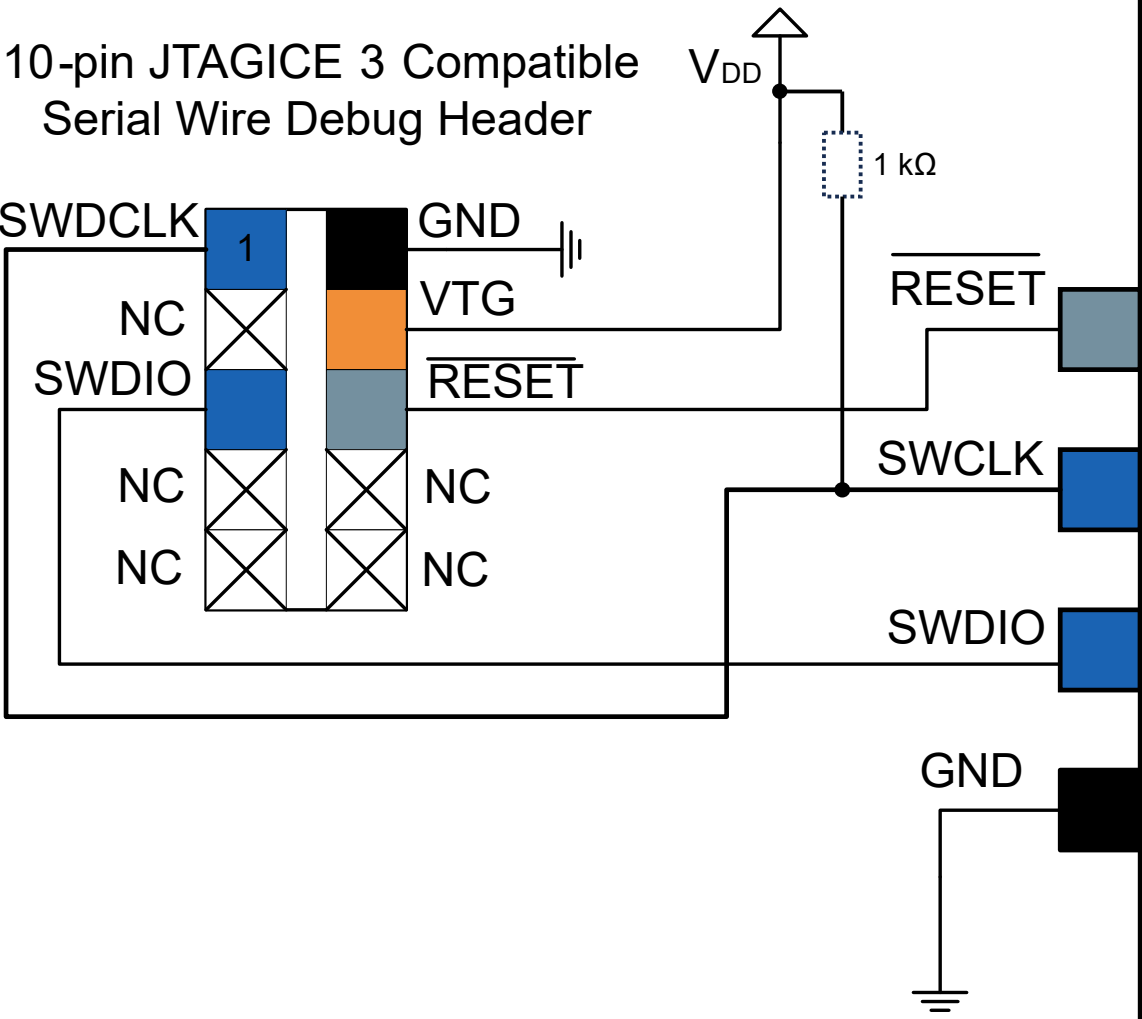 10-pin JTAGICE 3 Compatible
Serial Wire Debug Header
VDD
1 kΩ
SWDCLK
1
GND
NC
VTG
SWDIO
RESET
NC
NC
NC
NC
RESET
SWCLK
SWDIO
GND